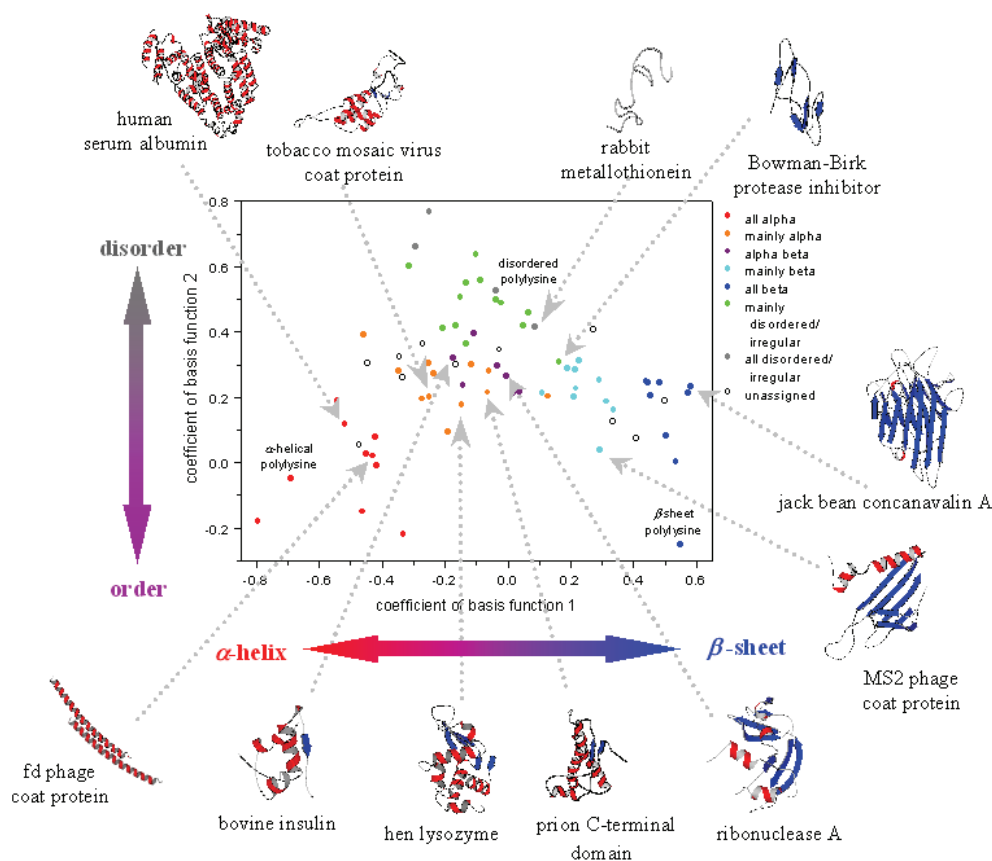 human
serum albumin
tobacco mosaic virus
coat protein
rabbit
metallothionein
Bowman-Birk
protease inhibitor
disorder
order
coefficient of basis function 2
0.8
0.6
0.4
0.2
0.0
-0.2
disordered
polylysine
α-helical
polylysine
β-sheet
polylysine
all alpha
mainly alpha
alpha beta
mainly beta
all beta
mainly
disordered/
irregular
all disordered/
irregular
unassigned
jack bean concanavalin A
-0.8
-0.6
-0.4
-0.2
0.0
0.2
0.4
0.6
coefficient of basis function 1
α-helix
β-sheet
MS2 phage
coat protein
fd phage
coat protein
bovine insulin
hen lysozyme
prion C-terminal
domain
ribonuclease A